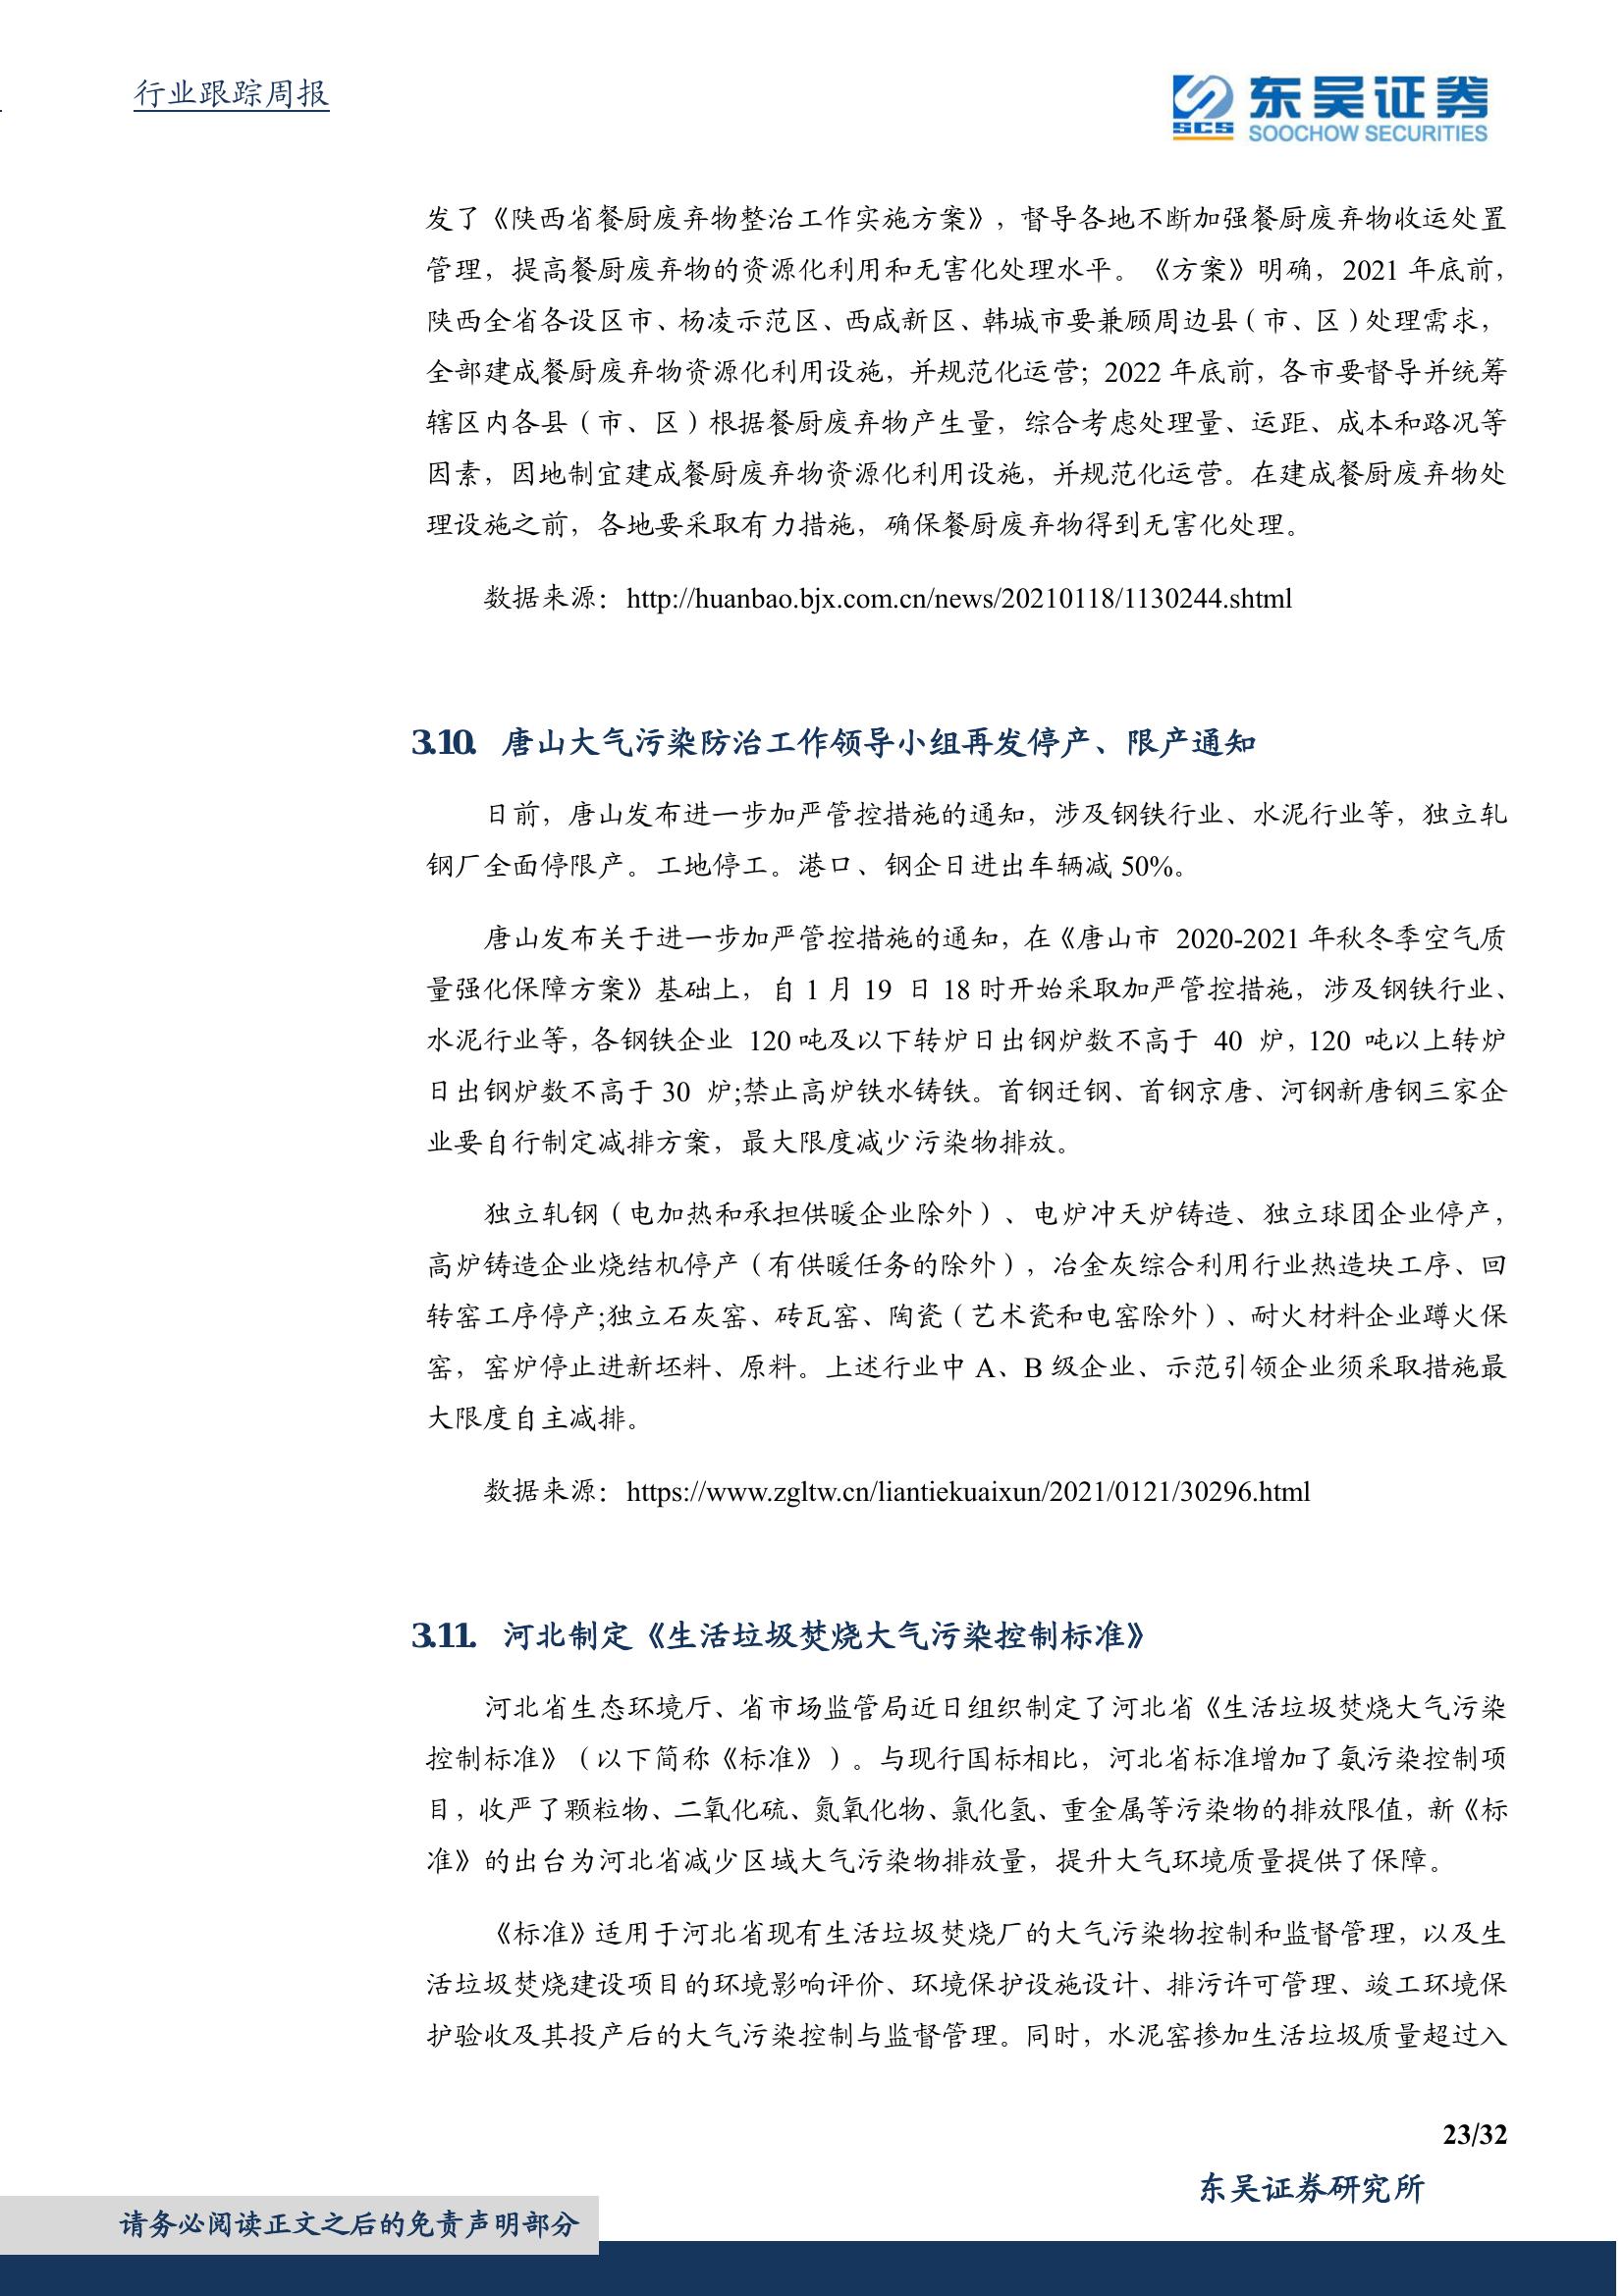 行业跟踪周报
东吴证券
SCS
SOOCHOW SECURITIES
发了《陕西省餐厨废弃物整治工作实施方案》，督导各地不断加强餐厨废弃物收运处置
管理，提高餐厨废弃物的资源化利用和无害化处理水平。《方案》明确，2021 年底前，
陕西全省各设区市、杨凌示范区、西咸新区、韩城市要兼顾周边县（市、区）处理需求，
全部建成餐厨废弃物资源化利用设施，并规范化运营；2022 年底前，各市要督导并统筹
辖区内各县（市、区）根据餐厨废弃物产生量，综合考虑处理量、运距、成本和路况等
因素，因地制宜建成餐厨废弃物资源化利用设施，并规范化运营。在建成餐厨废弃物处
理设施之前，各地要采取有力措施，确保餐厨废弃物得到无害化处理。
数据来源：http://huanbao.bjx.com.cn/news/20210118/1130244.shtml
3.10. 唐山大气污染防治工作领导小组再发停产、限产通知
日前，唐山发布进一步加严管控措施的通知，涉及钢铁行业、水泥行业等，独立轧
钢厂全面停限产。工地停工。港口、钢企日进出车辆减 50%。
唐山发布关于进一步加严管控措施的通知，在《唐山市 2020-2021 年秋冬季空气质
量强化保障方案》基础上，自 1 月 19 日 18 时开始采取加严管控措施，涉及钢铁行业、
水泥行业等，各钢铁企业 120 吨及以下转炉日出钢炉数不高于 40 炉，120 吨以上转炉
日出钢炉数不高于 30 炉;禁止高炉铁水铸铁。首钢迁钢、首钢京唐、河钢新唐钢三家企
业要自行制定减排方案，最大限度减少污染物排放。
独立轧钢（电加热和承担供暖企业除外）、电炉冲天炉铸造、独立球团企业停产，
高炉铸造企业烧结机停产（有供暖任务的除外），冶金灰综合利用行业热造块工序、回
转窑工序停产;独立石灰窑、砖瓦窑、陶瓷（艺术瓷和电窑除外）、耐火材料企业蹲火保
窑，窑炉停止进新坯料、原料。上述行业中 A、B 级企业、示范引领企业须采取措施最
大限度自主减排。
数据来源：https://www.zgltw.cn/liantiekuaixun/2021/0121/30296.html
3.11. 河北制定《生活垃圾焚烧大气污染控制标准》
河北省生态环境厅、省市场监管局近日组织制定了河北省《生活垃圾焚烧大气污染
控制标准》（以下简称《标准》）。与现行国标相比，河北省标准增加了氨污染控制项
目，收严了颗粒物、二氧化硫、氮氧化物、氯化氢、重金属等污染物的排放限值，新《标
准》的出台为河北省减少区域大气污染物排放量，提升大气环境质量提供了保障。
《标准》适用于河北省现有生活垃圾焚烧厂的大气污染物控制和监督管理，以及生
活垃圾焚烧建设项目的环境影响评价、环境保护设施设计、排污许可管理、竣工环境保
护验收及其投产后的大气污染控制与监督管理。同时，水泥窑掺加生活垃圾质量超过入
23/32
东吴证券研究所
请务必阅读正文之后的免责声明部分